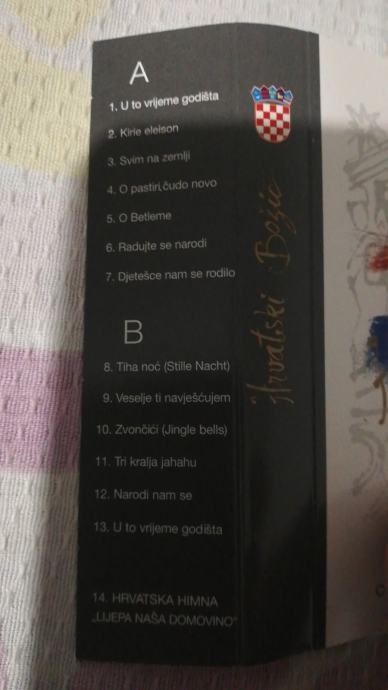 A
1. U to vrijeme godišta
2. Kirie eleison
3. Svim na zemlji
4. O pastiri,čudo novo
5. O Betleme
6. Radujte se narodi
7. Djetešce nam se rodilo
B
8. Tiha noć (Stille Nacht)
9. Veselje ti navješćujem
10. Zvončići (Jingle bells)
11. Tri kralja jahahu
12. Narodi nam se
13. U to vrijeme godišta
14. HRVATSKA HIMNA
„LIJEPA NAŠA DOMOVINO“
Hrvatski Božić